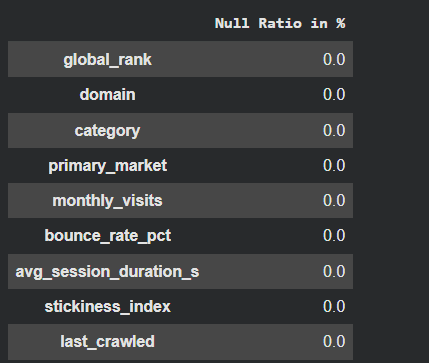 Null Ratio in %
global_rank 0.0
domain 0.0
category 0.0
primary_market 0.0
monthly_visits 0.0
bounce_rate_pct 0.0
avg_session_duration_s 0.0
stickiness_index 0.0
last_crawled 0.0